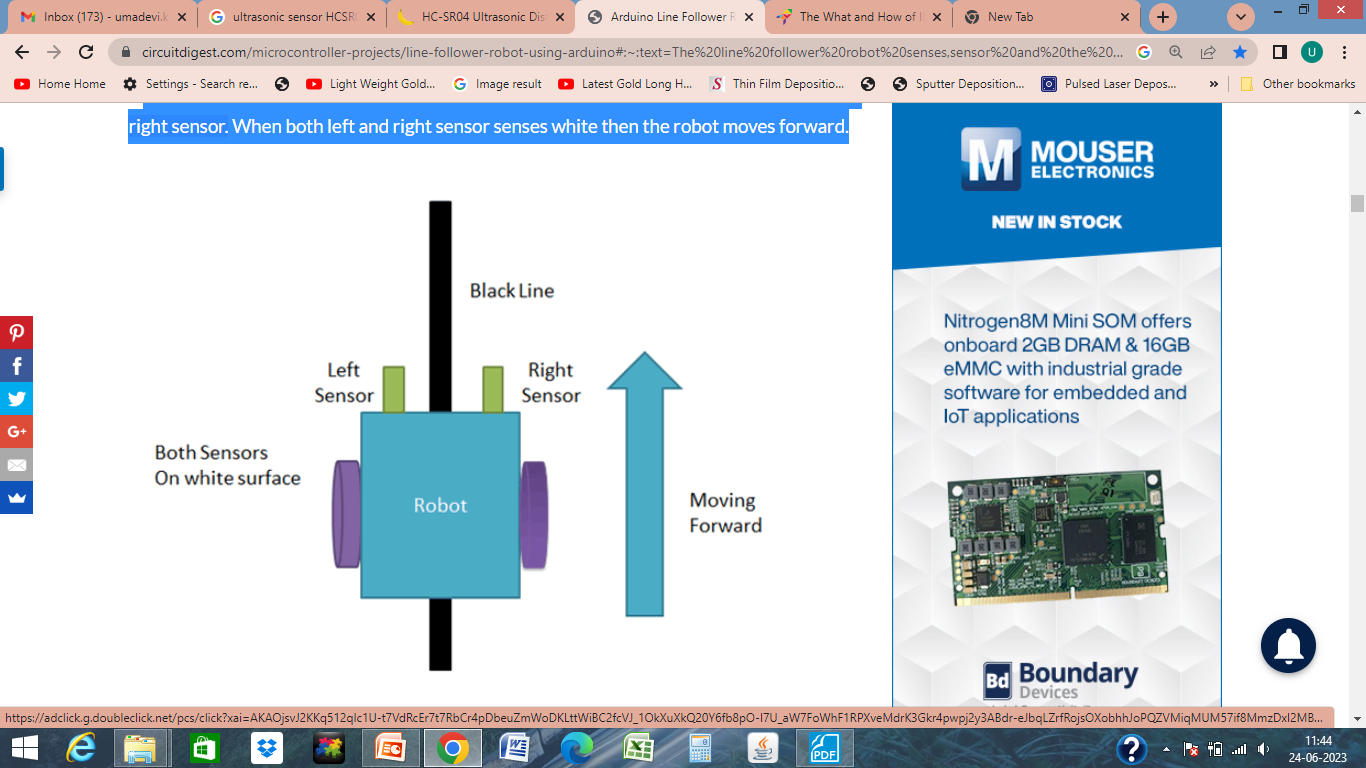 Inbox (173) - umadevi.k
ultrasonic sensor HCSR
HC-SR04 Ultrasonic Dis
Arduino Line Follower R
The What and How of I
New Tab
circuitdigest.com/microcontroller-projects/line-follower-robot-using-arduino#:~:text=The%20line%20follower%20robot%20senses,sensor%20and%20the%20...
U
Home Home
Settings - Search re...
Light Weight Gold...
Image result
Latest Gold Long H...
Thin Film Depositio...
Sputter Deposition...
Pulsed Laser Depos...
»
Other bookmarks
right sensor. When both left and right sensor senses white then the robot moves forward.
Black Line
Left
Sensor
Right
Sensor
Both Sensors
On white surface
Robot
Moving
Forward
M MOUSER
ELECTRONICS
NEW IN STOCK
Nitrogen8M Mini SOM offers
onboard 2GB DRAM & 16GB
eMMC with industrial grade
software for embedded and
IoT applications
Bd Boundary
Devices
G+
PDF
11:44
24-06-2023